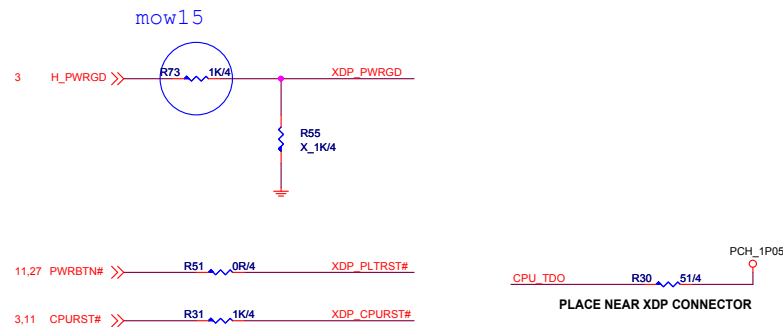 mow15
R73 1K/4
3 H_PWRGD XDP_PWRGD
R55
X_1K/4
11,27 PWRBTN# R51 0R/4 XDP_PLTRST#
3,11 CPURST# R31 1K/4 XDP_CPURST#
PCH_1P05
CPU_TDO R30 51/4
PLACE NEAR XDP CONNECTOR